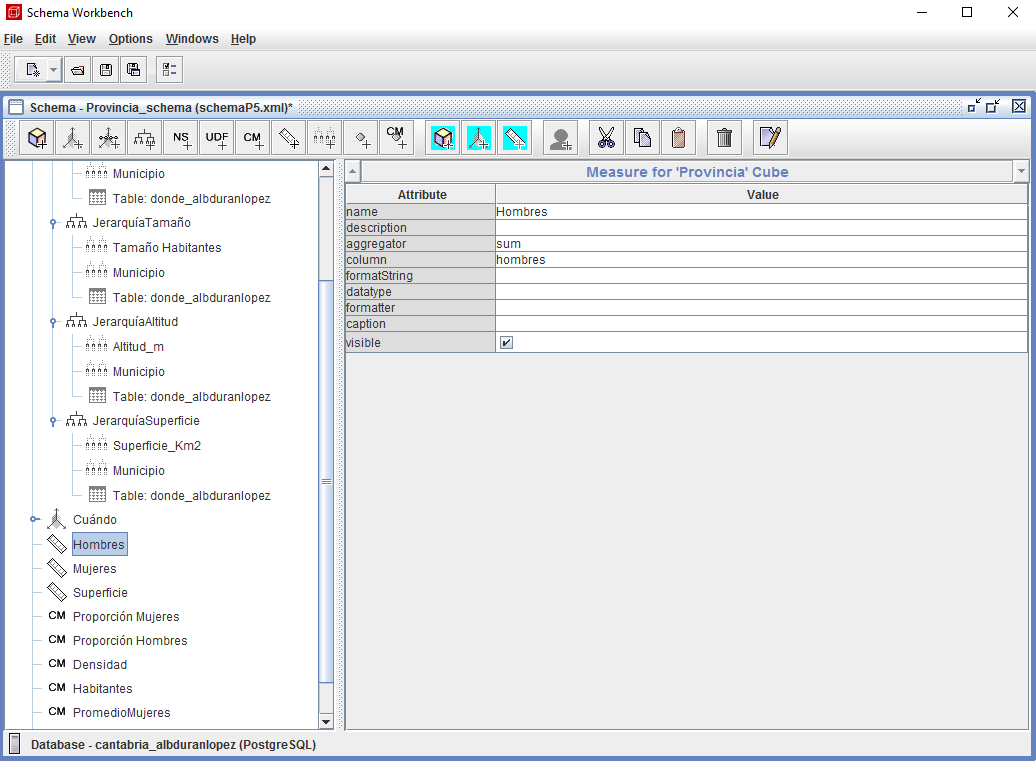 Schema Workbench
File Edit View Options Windows Help
Schema - Provincia_schema (schemaP5.xml)*
NS UDF CM CM
Municipio
Table: donde_albduranlopez
JerarquíaTamaño
Tamaño Habitantes
Municipio
Table: donde_albduranlopez
JerarquíaAltitud
Altitud_m
Municipio
Table: donde_albduranlopez
JerarquíaSuperficie
Superficie_Km2
Municipio
Table: donde_albduranlopez
Cuándo
Hombres
Mujeres
Superficie
CM Proporción Mujeres
CM Proporción Hombres
CM Densidad
CM Habitantes
CM PromedioMujeres
Measure for 'Provincia' Cube
Attribute Value
name Hombres
description
aggregator sum
column hombres
formatString
datatype
formatter
caption
visible
Database - cantabria_albduranlopez (PostgreSQL)